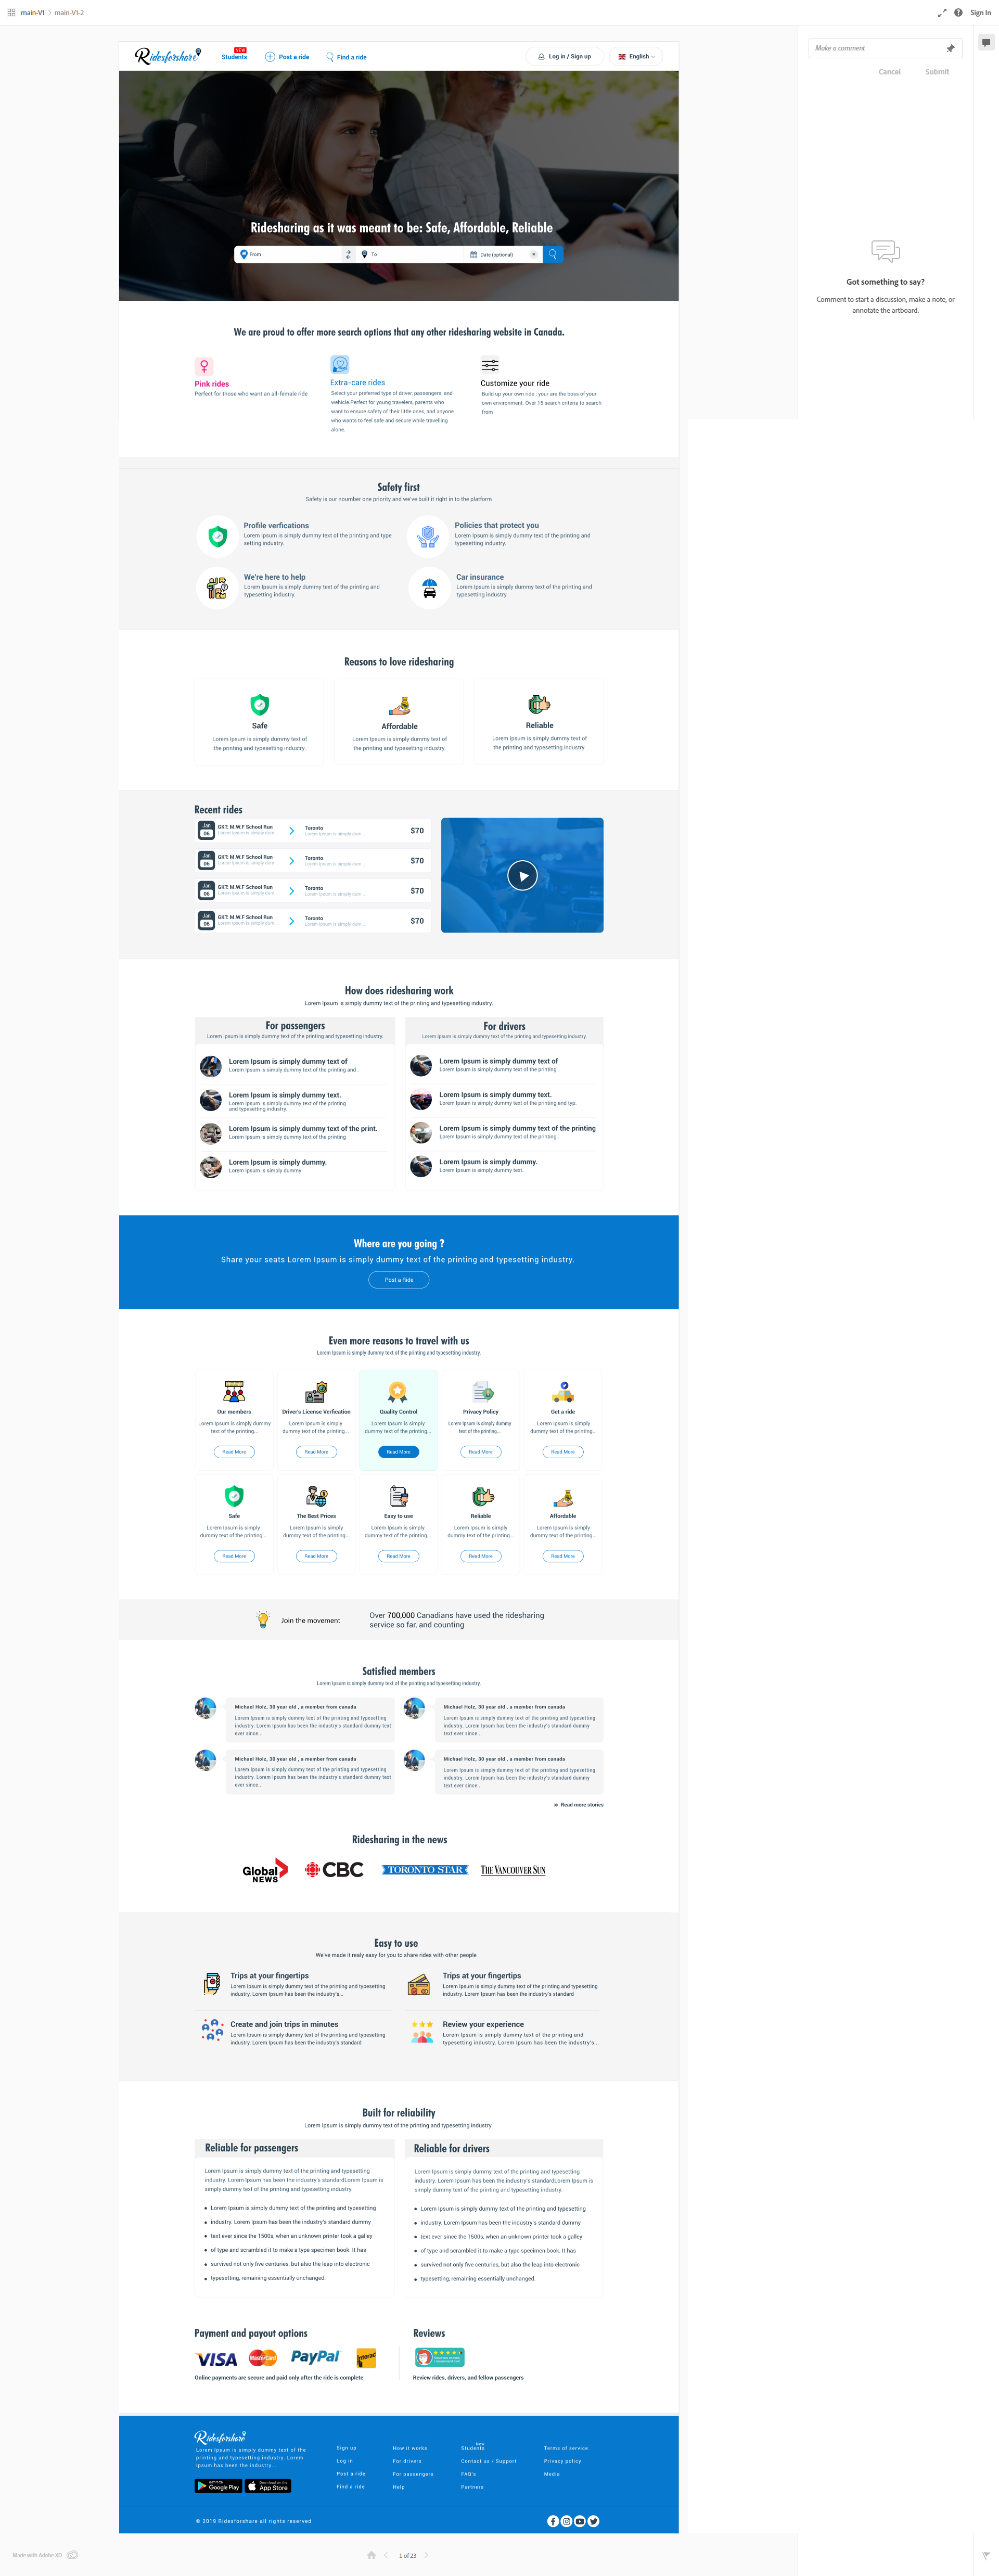 main-V1 > main-V1-2
Sign In
Make a comment
Cancel Submit
Got something to say?
Comment to start a discussion, make a note, or
annotate the artboard.
Ridesforshare
NEW
Students
Post a ride
Find a ride
Log in / Sign up
English
Ridesharing as it was meant to be: Safe, Affordable, Reliable
From
To
Date (optional)
We are proud to offer more search options that any other ridesharing website in Canada.
Pink rides
Perfect for those who want an all-female ride
Extra-care rides
Select your preferred type of driver, passengers, and
vehicle.Perfect for young travelers, parents who
want to ensure safety of their little ones, and anyone
who wants to feel safe and secure while travelling
alone.
Customize your ride
Build up your own ride ; your are the boss of your
own environment. Over 15 search criteria to search
from
Safety first
Safety is our noumber one priority and we've built it right in to the platform
Profile verfications
Lorem Ipsum is simply dummy text of the printing and type
setting industry.
Policies that protect you
Lorem Ipsum is simply dummy text of the printing and
typesetting industry.
We're here to help
Lorem Ipsum is simply dummy text of the printing and
typesetting industry.
Car insurance
Lorem Ipsum is simply dummy text of the printing and
typesetting industry.
Reasons to love ridesharing
Safe
Lorem Ipsum is simply dummy text of
the printing and typesetting industry.
Affordable
Lorem Ipsum is simply dummy text of
the printing and typesetting industry.
Reliable
Lorem Ipsum is simply dummy text of
the printing and typesetting industry.
Recent rides
Jan
06
GKT: M.W.F School Run
Lorem Ipsum is simply dum...
Toronto
Lorem Ipsum is simply dum...
$70
Jan
06
GKT: M.W.F School Run
Lorem Ipsum is simply dum...
Toronto
Lorem Ipsum is simply dum...
$70
Jan
06
GKT: M.W.F School Run
Lorem Ipsum is simply dum...
Toronto
Lorem Ipsum is simply dum...
$70
Jan
06
GKT: M.W.F School Run
Lorem Ipsum is simply dum...
Toronto
Lorem Ipsum is simply dum...
$70
How does ridesharing work
Lorem Ipsum is simply dummy text of the printing and typesetting industry.
For passengers
Lorem Ipsum is simply dummy text of the printing and typesetting industry.
Lorem Ipsum is simply dummy text of
Lorem Ipsum is simply dummy text of the printing and .
Lorem Ipsum is simply dummy text.
Lorem Ipsum is simply dummy text of the printing
and typesetting industry.
Lorem Ipsum is simply dummy text of the print.
Lorem Ipsum is simply dummy text of the printing
Lorem Ipsum is simply dummy.
Lorem Ipsum is simply dummy
For drivers
Lorem Ipsum is simply dummy text of the printing and typesetting industry.
Lorem Ipsum is simply dummy text of
Lorem Ipsum is simply dummy text of the printing
Lorem Ipsum is simply dummy text.
Lorem Ipsum is simply dummy text of the printing and typ.
Lorem Ipsum is simply dummy text of the printing
Lorem Ipsum is simply dummy text of the printing
Lorem Ipsum is simply dummy.
Lorem Ipsum is simply dummy text.
Where are you going ?
Share your seats Lorem Ipsum is simply dummy text of the printing and typesetting industry.
Post a Ride
Even more reasons to travel with us
Lorem Ipsum is simply dummy text of the printing and typesetting industry.
Our members
Lorem Ipsum is simply dummy
text of the printing...
Read More
Driver's License Verfication
Lorem Ipsum is simply
dummy text of the printing...
Read More
Quality Control
Lorem Ipsum is simply
dummy text of the printing...
Read More
Privacy Policy
Lorem Ipsum is simply dummy
text of the printing...
Read More
Get a ride
Lorem Ipsum is simply
dummy text of the printing...
Read More
Safe
Lorem Ipsum is simply
dummy text of the printing...
Read More
The Best Prices
Lorem Ipsum is simply
dummy text of the printing...
Read More
Easy to use
Lorem Ipsum is simply
dummy text of the printing...
Read More
Reliable
Lorem Ipsum is simply
dummy text of the printing...
Read More
Affordable
Lorem Ipsum is simply
dummy text of the printing...
Read More
Join the movement
Over 700,000 Canadians have used the ridesharing
service so far, and counting
Satisfied members
Lorem Ipsum is simply dummy text of the printing and typesetting industry.
Michael Holz, 30 year old , a member from canada
Lorem Ipsum is simply dummy text of the printing and typesetting
industry. Lorem Ipsum has been the industry's standard dummy text
ever since...
Michael Holz, 30 year old , a member from canada
Lorem Ipsum is simply dummy text of the printing and typesetting
industry. Lorem Ipsum has been the industry's standard dummy
text ever since...
Michael Holz, 30 year old , a member from canada
Lorem Ipsum is simply dummy text of the printing and typesetting
industry. Lorem Ipsum has been the industry's standard dummy text
ever since...
Michael Holz, 30 year old , a member from canada
Lorem Ipsum is simply dummy text of the printing and typesetting
industry. Lorem Ipsum has been the industry's standard dummy
text ever since...
» Read more stories
Ridesharing in the news
Global
NEWS
CBC
TORONTO STAR
THE VANCOUVER SUN
Easy to use
We've made it realy easy for you to share rides with other people
Trips at your fingertips
Lorem Ipsum is simply dummy text of the printing and typesetting
industry. Lorem Ipsum has been the industry's...
Trips at your fingertips
Lorem Ipsum is simply dummy text of the printing and typesetting
industry. Lorem Ipsum has been the industry's standard
Create and join trips in minutes
Lorem Ipsum is simply dummy text of the printing and typesetting
industry. Lorem Ipsum has been the industry's standard
Review your experience
Lorem Ipsum is simply dummy text of the printing and
typesetting industry. Lorem Ipsum has been the industry's...
Built for reliability
Lorem Ipsum is simply dummy text of the printing and typesetting industry.
Reliable for passengers
Lorem Ipsum is simply dummy text of the printing and typesetting
industry. Lorem Ipsum has been the industry's standardLorem Ipsum is
simply dummy text of the printing and typesetting industry.
• Lorem Ipsum is simply dummy text of the printing and typesetting
• industry. Lorem Ipsum has been the industry's standard dummy
• text ever since the 1500s, when an unknown printer took a galley
• of type and scrambled it to make a type specimen book. It has
• survived not only five centuries, but also the leap into electronic
• typesetting, remaining essentially unchanged.
Reliable for drivers
Lorem Ipsum is simply dummy text of the printing and typesetting
industry. Lorem Ipsum has been the industry's standardLorem Ipsum is
simply dummy text of the printing and typesetting industry.
• Lorem Ipsum is simply dummy text of the printing and typesetting
• industry. Lorem Ipsum has been the industry's standard dummy
• text ever since the 1500s, when an unknown printer took a galley
• of type and scrambled it to make a type specimen book. It has
• survived not only five centuries, but also the leap into electronic
• typesetting, remaining essentially unchanged.
Payment and payout options
VISA
MasterCard
PayPal
Interac
Online payments are secure and paid only after the ride is complete
Reviews
Review rides, drivers, and fellow passengers
Ridesforshare
Lorem Ipsum is simply dummy text of the
printing and typesetting industry. Lorem
Ipsum has been the industry...
GET IT ON
Google Play
Download on the
App Store
Sign up
Log in
Post a ride
Find a ride
How it works
For drivers
For passengers
Help
New
Students
Contact us / Support
FAQ's
Partners
Terms of service
Privacy policy
Media
© 2019 Ridesforshare all rights reserved
Made with Adobe XD
1 of 23